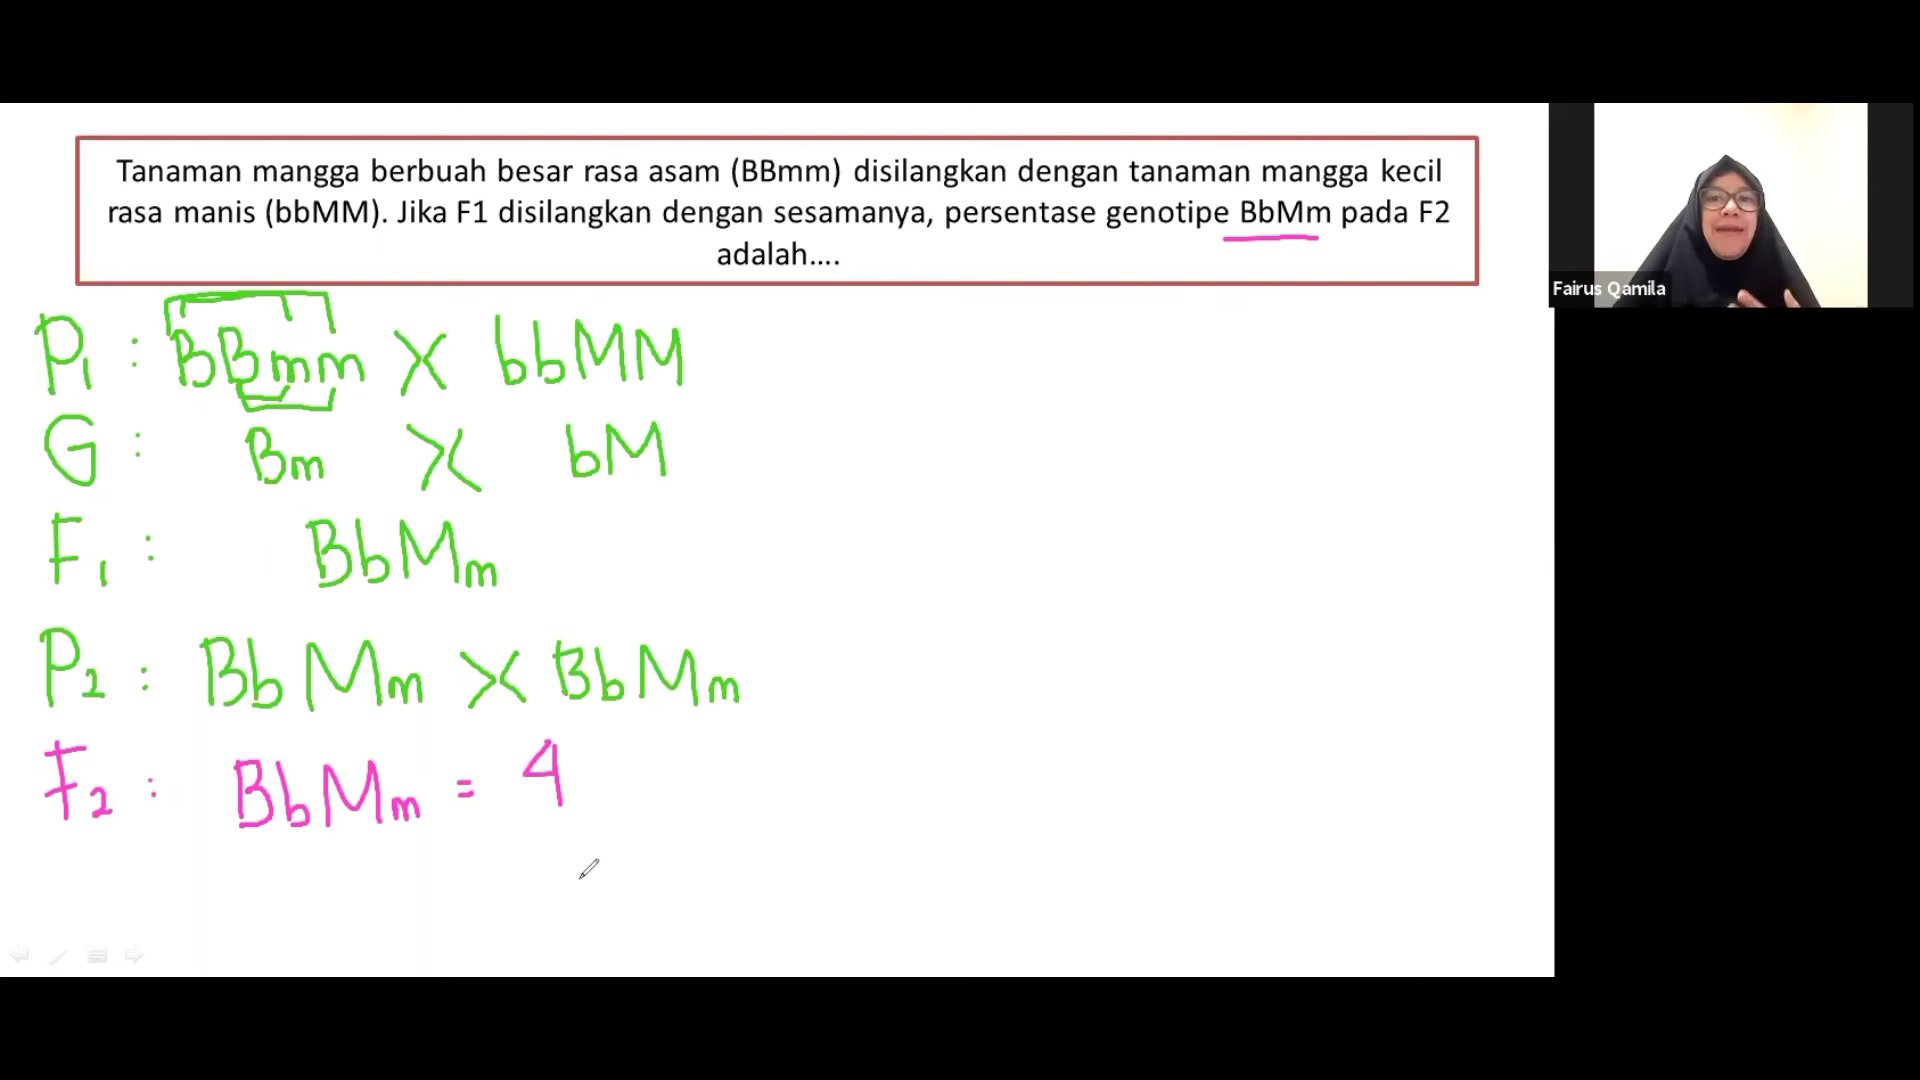 Tanaman mangga berbuah besar rasa asam (BBmm) disilangkan dengan tanaman mangga kecil
rasa manis (bbMM). Jika F1 disilangkan dengan sesamanya, persentase genotipe BbMm pada F2
adalah....
Fairus Qamila
P1 : BBmm X bbMM
G : Bm X bM
F1 : BbMm
P2 : BbMm X BbMm
F2 : BbMm = 4